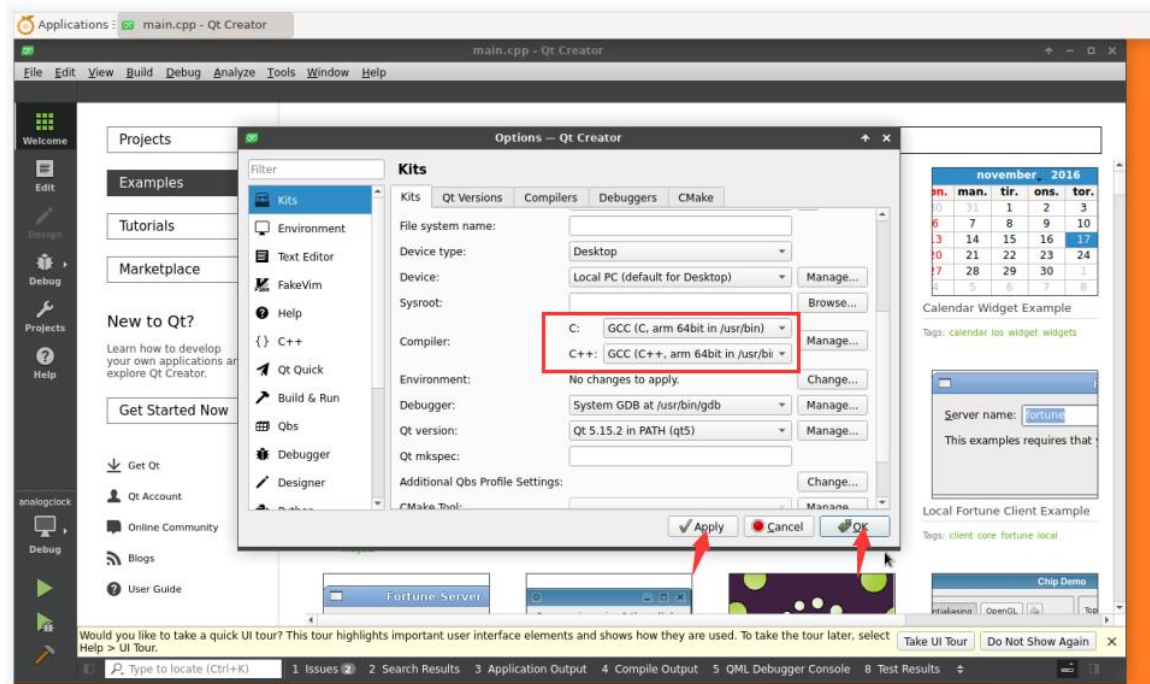 Applications
main.cpp - Qt Creator
main.cpp - Qt Creator
File Edit View Build Debug Analyze Tools Window Help
Welcome
Edit
Design
Debug
Projects
Help
analogclock
Debug
Projects
Examples
Tutorials
Marketplace
New to Qt?
Learn how to develop
your own applications
explore Qt Creator.
Get Started Now
Get Qt
Qt Account
Online Community
Blogs
User Guide
Options — Qt Creator
Filter
Kits
Environment
Text Editor
FakeVim
Help
{} C++
Qt Quick
Build & Run
Qbs
Debugger
Designer
Kits
Kits Qt Versions Compilers Debuggers CMake
File system name:
Device type: Desktop
Device: Local PC (default for Desktop) Manage...
Sysroot: Browse...
Compiler: C: GCC (C, arm 64bit in /usr/bin) Manage...
C++: GCC (C++, arm 64bit in /usr/bi
Environment: No changes to apply. Change...
Debugger: System GDB at /usr/bin/gdb Manage...
Qt version: Qt 5.15.2 in PATH (qt5) Manage...
Qt mkspec:
Additional Qbs Profile Settings: Change...
CMake Tool: Manage
Apply Cancel OK
november 2016
man. tir. ons. tor.
31 1 2 3
6 7 8 9 10
14 15 16 17
21 22 23 24
28 29 30 1
5 6 7 8
Calendar Widget Example
Tags: calendar ios widget widgets
Server name: fortune
This examples requires that
Local Fortune Client Example
Tags: client core fortune local
Fortune Server
Chip Demo
OpenGL
Would you like to take a quick UI tour? This tour highlights important user interface elements and shows how they are used. To take the tour later, select
Help > UI Tour.
Take UI Tour Do Not Show Again
Type to locate (Ctrl+K) 1 Issues 2 2 Search Results 3 Application Output 4 Compile Output 5 QML Debugger Console 8 Test Results